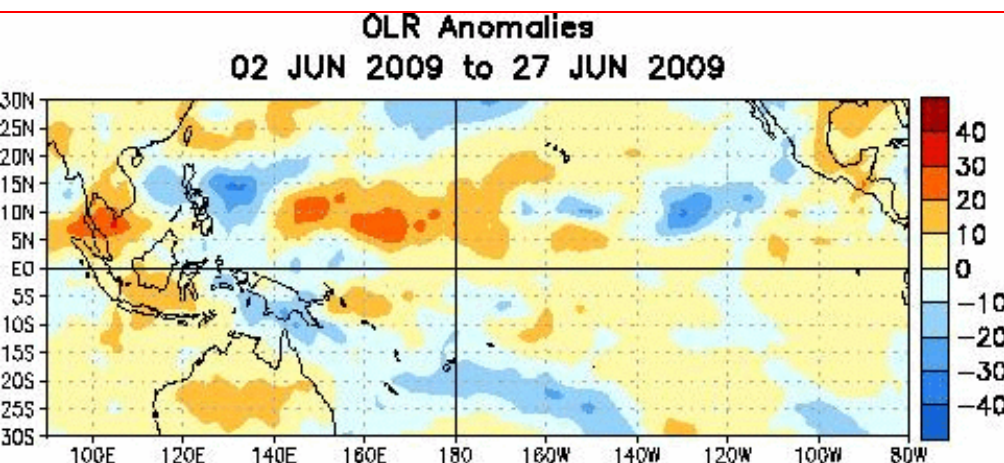 OLR Anomalies
02 JUN 2009 to 27 JUN 2009
30N
25N
20N
15N
10N
5N
EQ
5S
10S
15S
20S
25S
30S
100E 120E 140E 160E 180 160W 140W 120W 100W 80W
40
30
20
10
0
-10
-20
-30
-40